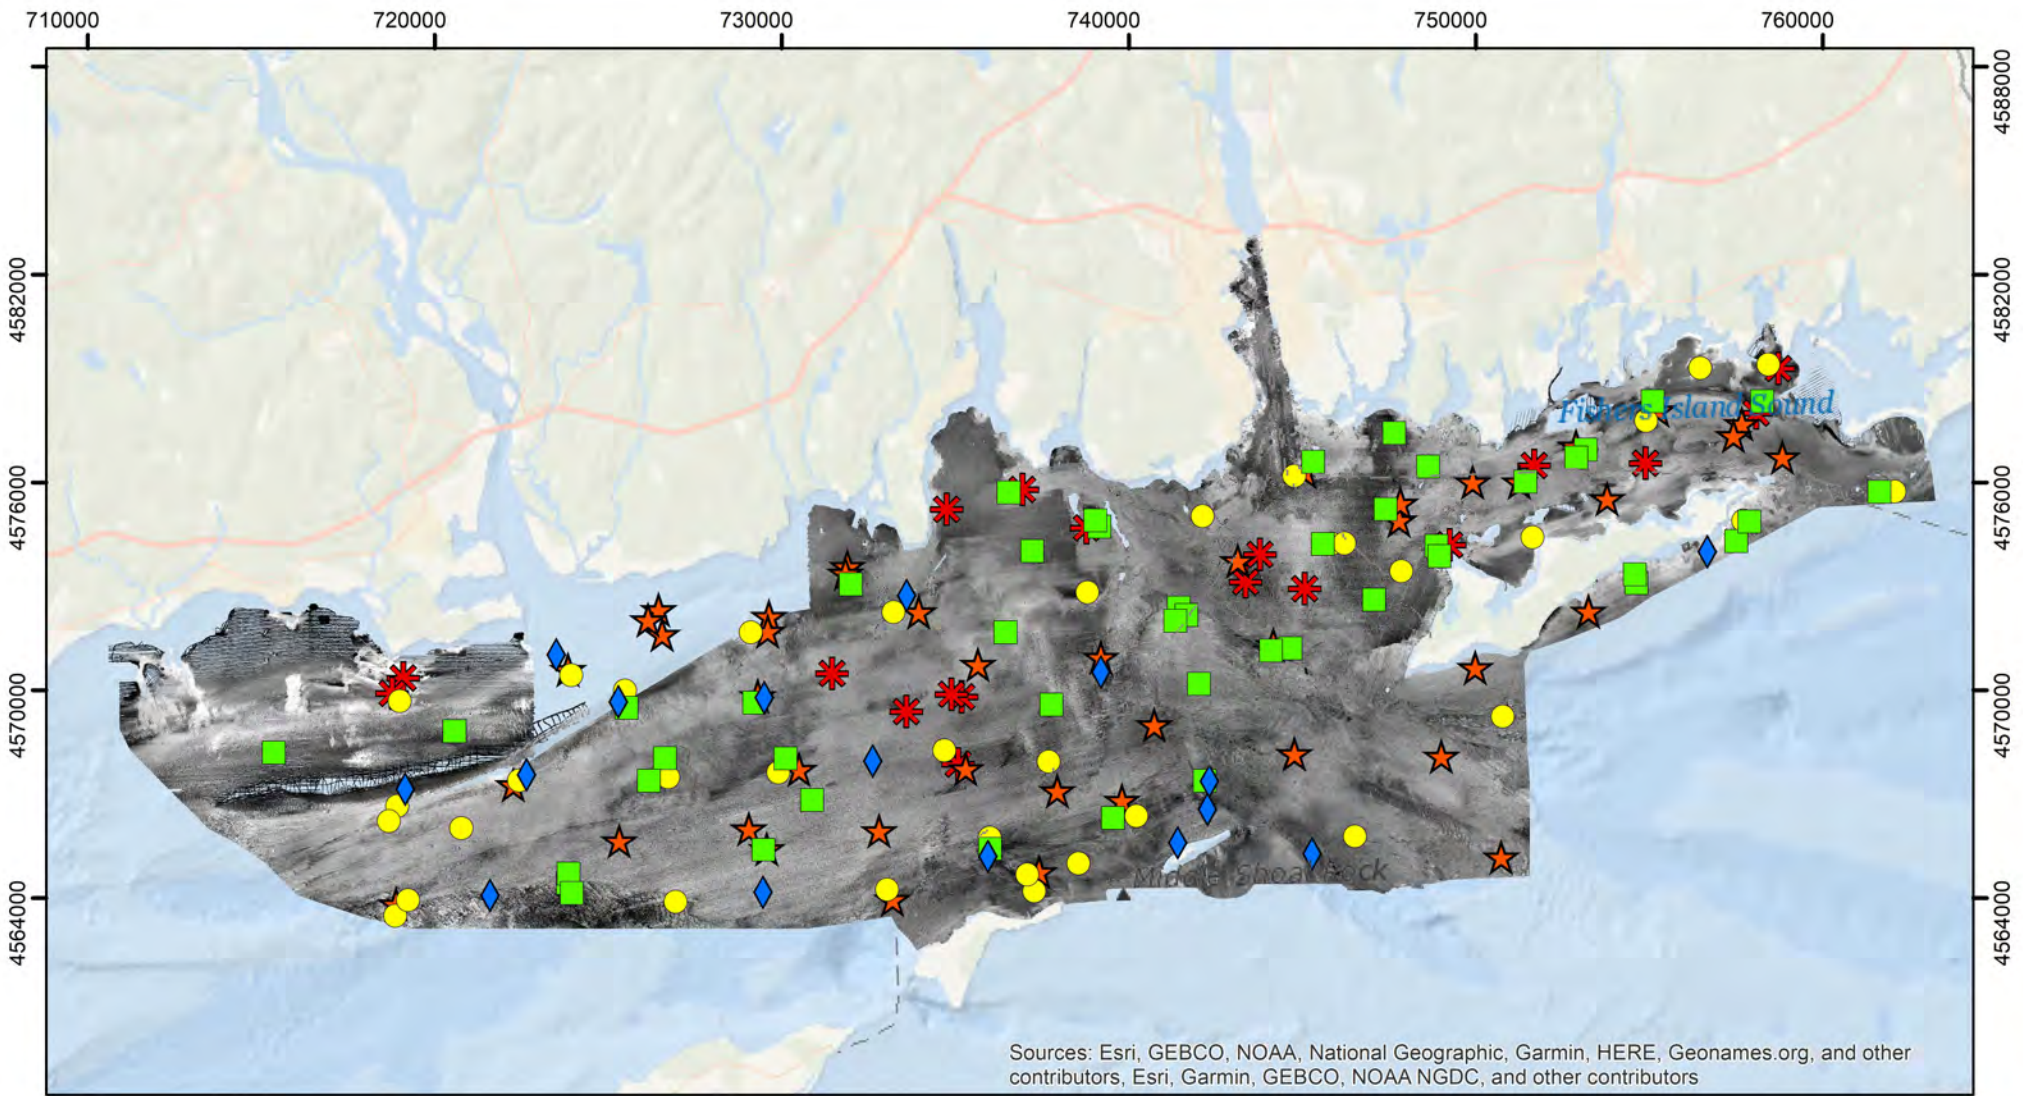 710000 720000 730000 740000 750000 760000
4588000
4582000 4582000
Fishers Island Sound
4576000 4576000
4570000 4570000
Middle Shoal Rock
4564000 4564000
Sources: Esri, GEBCO, NOAA, National Geographic, Garmin, HERE, Geonames.org, and other
contributors, Esri, Garmin, GEBCO, NOAA NGDC, and other contributors